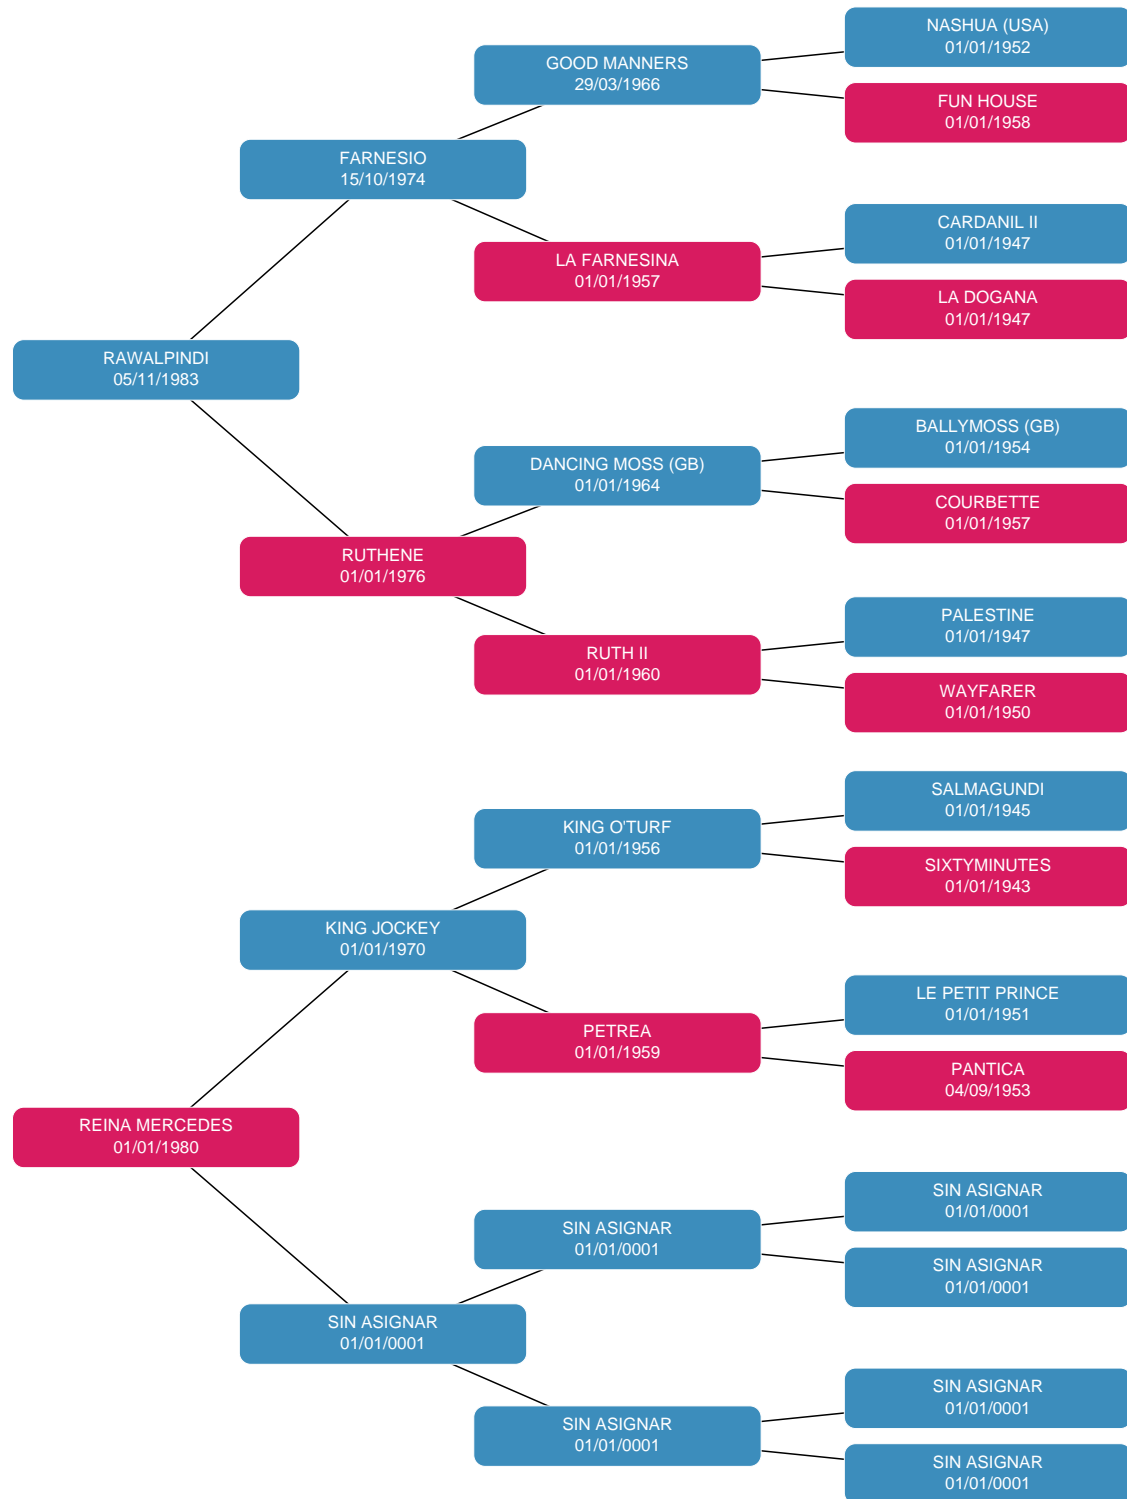 NASHUA (USA)
01/01/1952
GOOD MANNERS
29/03/1966
FUN HOUSE
01/01/1958
FARNESIO
15/10/1974
CARDANIL II
01/01/1947
LA FARNESINA
01/01/1957
LA DOGANA
01/01/1947
RAWALPINDI
05/11/1983
BALLYMOSS (GB)
01/01/1954
DANCING MOSS (GB)
01/01/1964
COURBETTE
01/01/1957
RUTHENE
01/01/1976
PALESTINE
01/01/1947
RUTH II
01/01/1960
WAYFARER
01/01/1950
SALMAGUNDI
01/01/1945
KING O'TURF
01/01/1956
SIXTYMINUTES
01/01/1943
KING JOCKEY
01/01/1970
LE PETIT PRINCE
01/01/1951
PETREA
01/01/1959
PANTICA
04/09/1953
REINA MERCEDES
01/01/1980
SIN ASIGNAR
01/01/0001
SIN ASIGNAR
01/01/0001
SIN ASIGNAR
01/01/0001
SIN ASIGNAR
01/01/0001
SIN ASIGNAR
01/01/0001
SIN ASIGNAR
01/01/0001
SIN ASIGNAR
01/01/0001